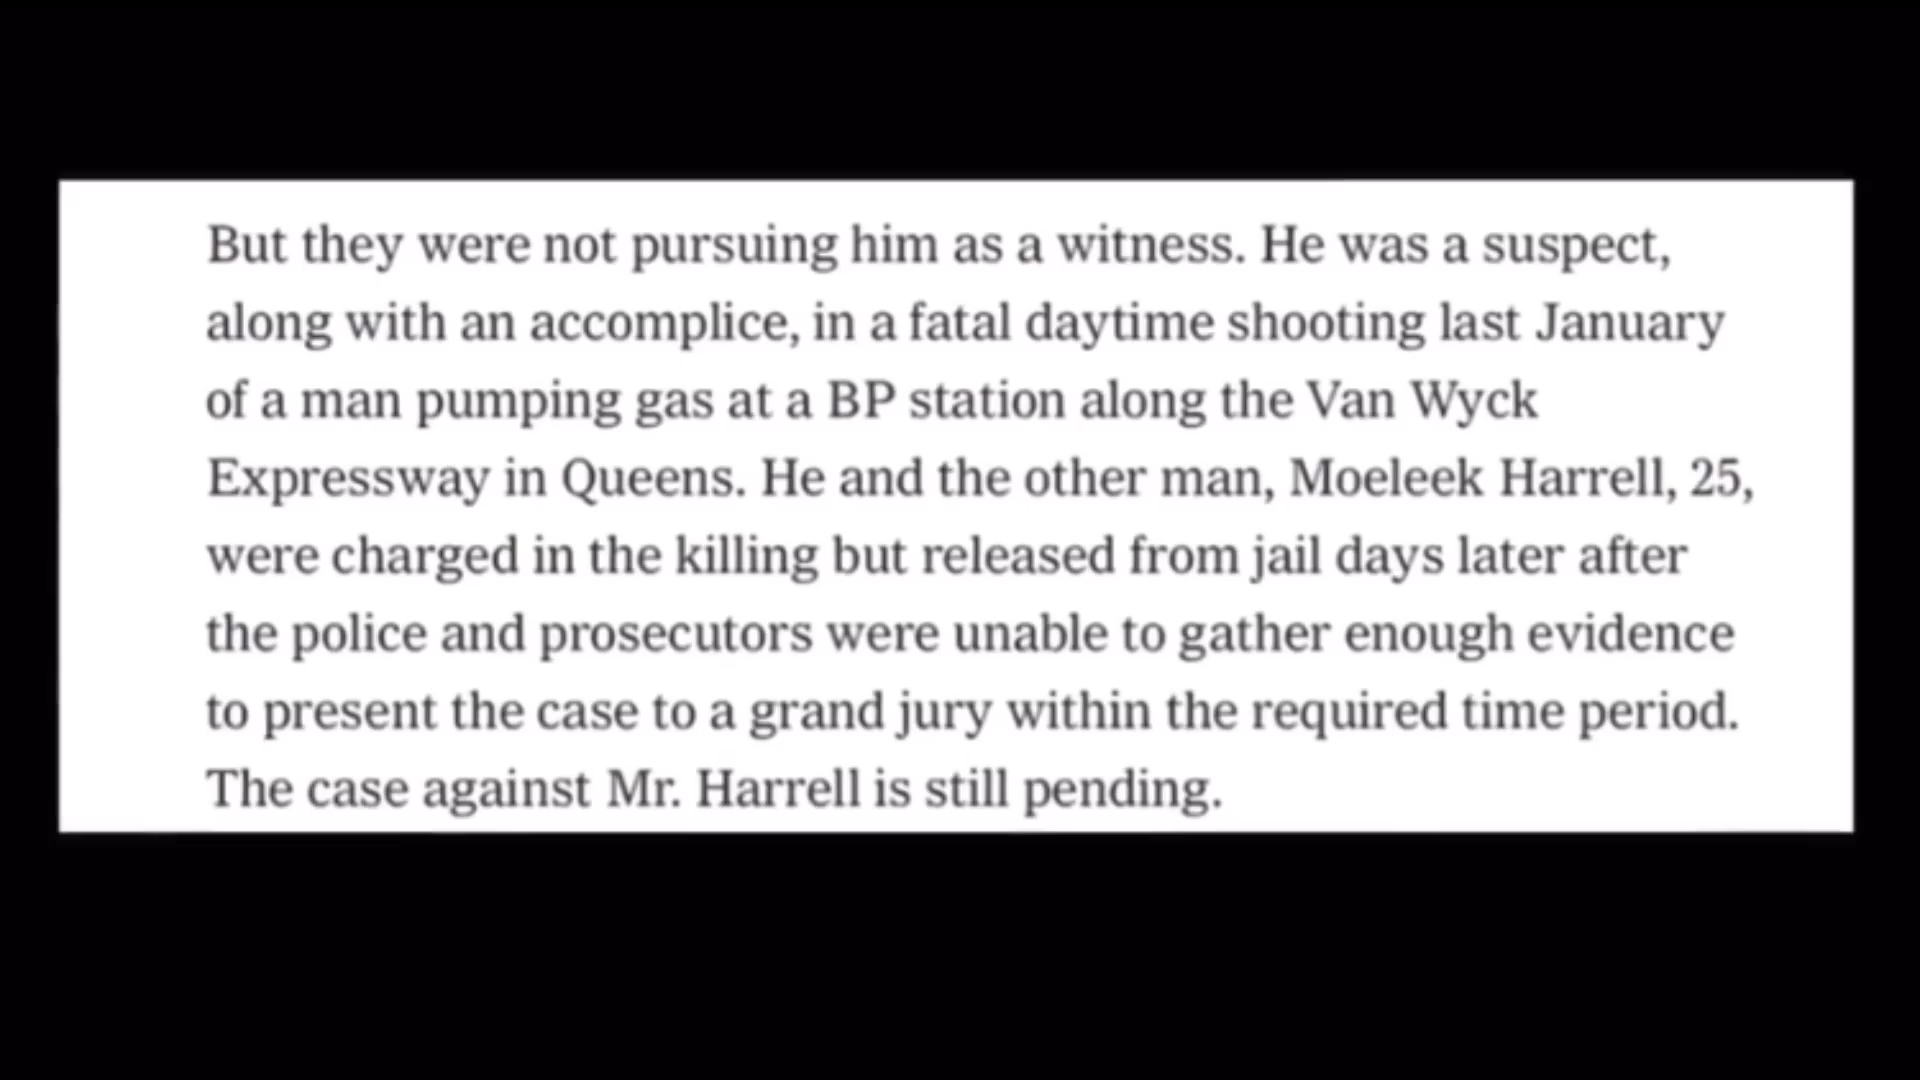 But they were not pursuing him as a witness. He was a suspect,
along with an accomplice, in a fatal daytime shooting last January
of a man pumping gas at a BP station along the Van Wyck
Expressway in Queens. He and the other man, Moeleek Harrell, 25,
were charged in the killing but released from jail days later after
the police and prosecutors were unable to gather enough evidence
to present the case to a grand jury within the required time period.
The case against Mr. Harrell is still pending.